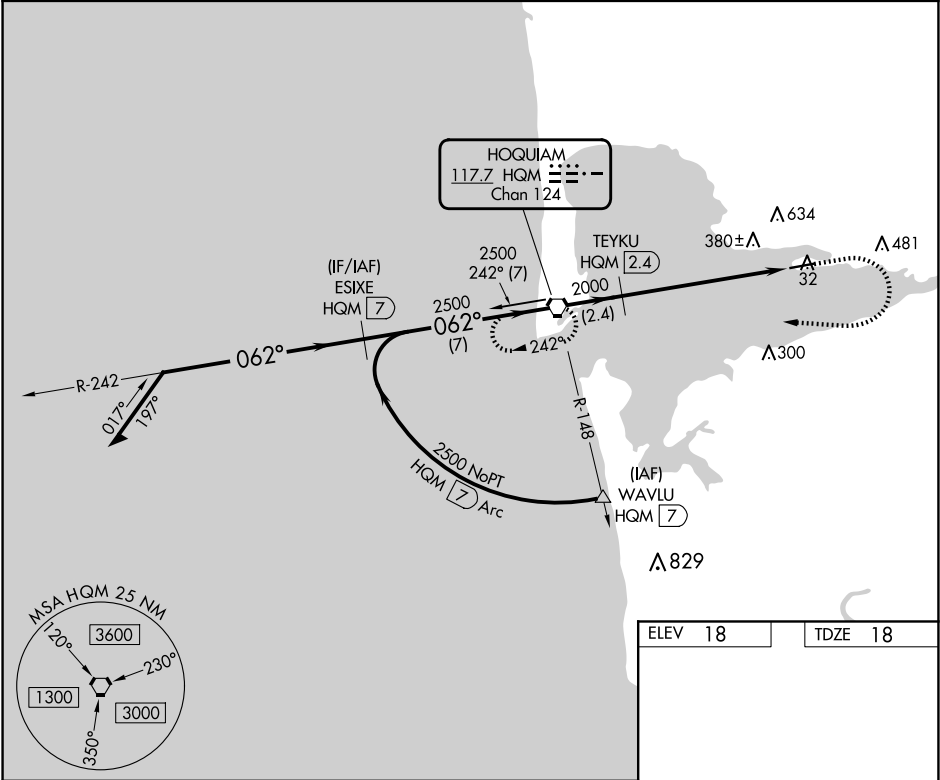 HOQUIAM
117.7 HQM
Chan 124
634
380±
481
TEYKU
HQM 2.4
32
2500
242° (7)
(IF/IAF)
ESIXE
HQM 7
2500
062°
(7)
2000
(2.4)
242°
062°
300
R-242
017°
197°
R-148
2500 NoPT
HQM 7 Arc
(IAF)
WAVLU
HQM 7
829
MSA HQM 25 NM
120°
3600
230°
1300
3000
350°
ELEV 18
TDZE 18